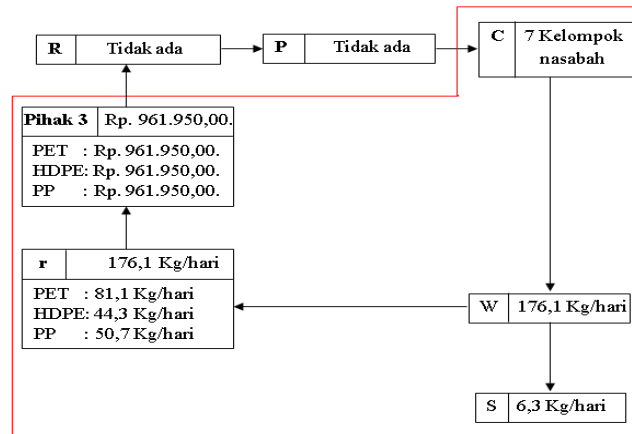 R Tidak ada
P Tidak ada
C 7 Kelompok
nasabah
Pihak 3 Rp. 961.950,00.
PET : Rp. 961.950,00.
HDPE: Rp. 961.950,00.
PP : Rp. 961.950,00.
r 176,1 Kg/hari
PET : 81,1 Kg/hari
HDPE: 44,3 Kg/hari
PP : 50,7 Kg/hari
W 176,1 Kg/hari
S 6,3 Kg/hari